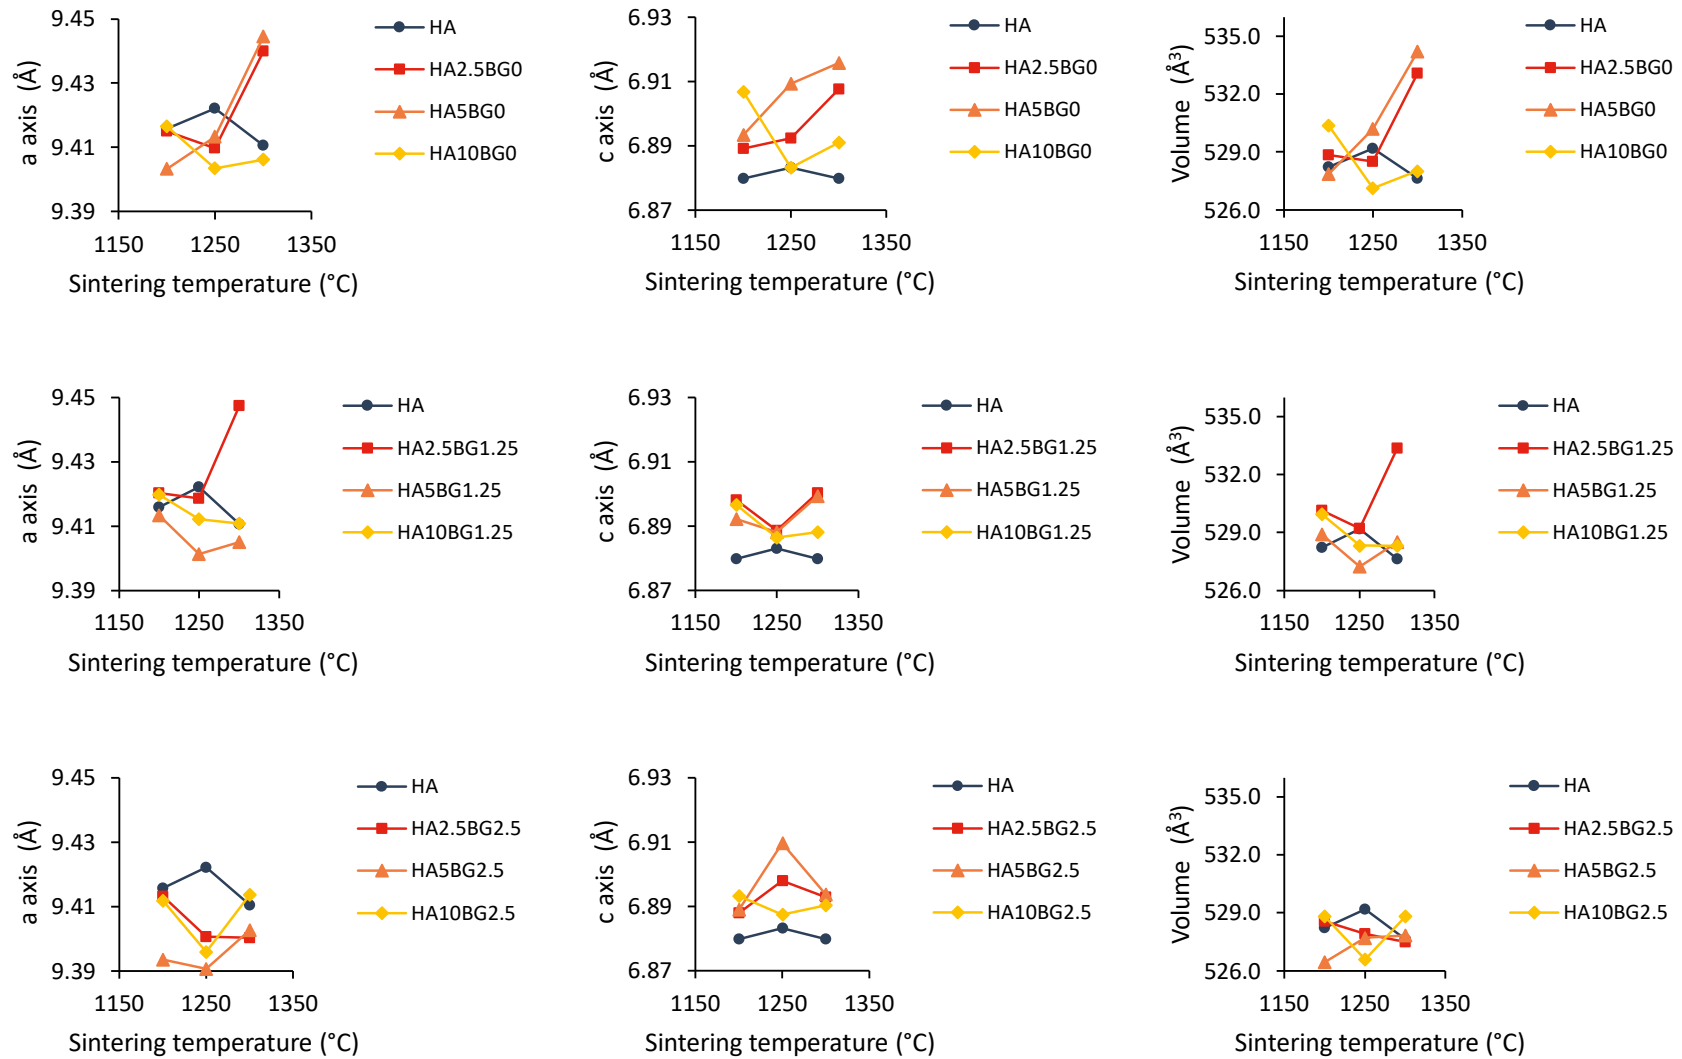 9.45
9.43
9.41
9.39
a axis (Å)
1150 1250 1350
Sintering temperature (°C)
HA
HA2.5BG0
HA5BG0
HA10BG0
6.93
6.91
6.89
6.87
c axis (Å)
1150 1250 1350
Sintering temperature (°C)
HA
HA2.5BG0
HA5BG0
HA10BG0
535.0
532.0
529.0
526.0
Volume (Å³)
1150 1250 1350
Sintering temperature (°C)
HA
HA2.5BG0
HA5BG0
HA10BG0
9.45
9.43
9.41
9.39
a axis (Å)
1150 1250 1350
Sintering temperature (°C)
HA
HA2.5BG1.25
HA5BG1.25
HA10BG1.25
6.93
6.91
6.89
6.87
c axis (Å)
1150 1250 1350
Sintering temperature (°C)
HA
HA2.5BG1.25
HA5BG1.25
HA10BG1.25
535.0
532.0
529.0
526.0
Volume (Å³)
1150 1250 1350
Sintering temperature (°C)
HA
HA2.5BG1.25
HA5BG1.25
HA10BG1.25
9.45
9.43
9.41
9.39
a axis (Å)
1150 1250 1350
Sintering temperature (°C)
HA
HA2.5BG2.5
HA5BG2.5
HA10BG2.5
6.93
6.91
6.89
6.87
c axis (Å)
1150 1250 1350
Sintering temperature (°C)
HA
HA2.5BG2.5
HA5BG2.5
HA10BG2.5
535.0
532.0
529.0
526.0
Volume (Å³)
1150 1250 1350
Sintering temperature (°C)
HA
HA2.5BG2.5
HA5BG2.5
HA10BG2.5